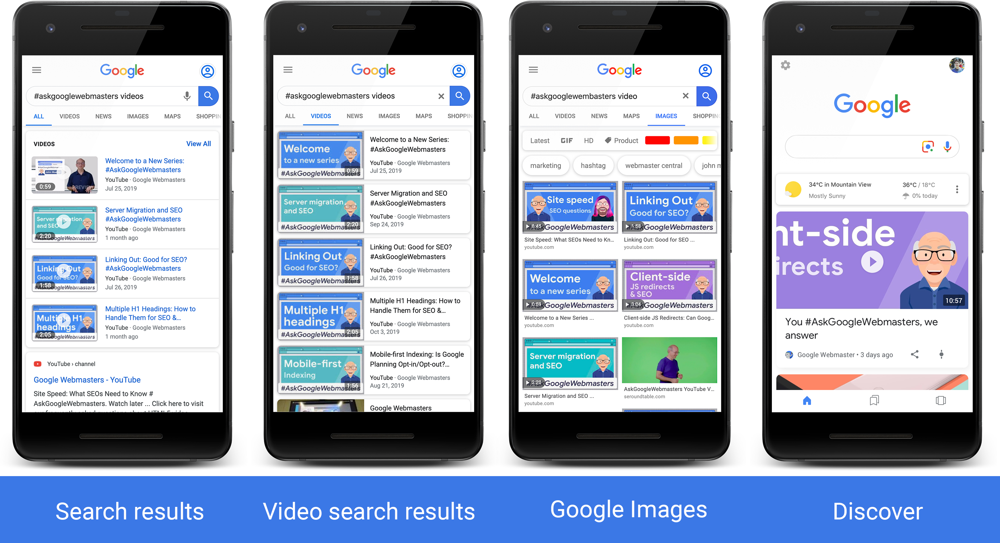 Google
#askgooglewebmasters videos
ALL VIDEOS NEWS IMAGES MAPS SHOPPIN
VIDEOS View All
#AskGoogleWebmas
John Mue
0:59
PREVIEW
Welcome to a New Series:
#AskGoogleWebmasters
YouTube · Google Webmasters
Jul 25, 2019
Server migration
and SEO
2:20
#AskGoogleWebmasters
Server Migration and SEO
#AskGoogleWebmasters
YouTube · Google Webmasters
1 month ago
Linking Out
Good for SEO?
1:58
#AskGoogleWebmasters
Linking Out: Good for SEO?
#AskGoogleWebmasters
YouTube · Google Webmasters
Jul 26, 2019
Multiple H1
headings
2:05
#AskGoogleWebmasters
Multiple H1 Headings: How to
Handle Them for SEO &...
YouTube · Google Webmasters
1 month ago
YouTube › channel
Google Webmasters - YouTube
Site Speed: What SEOs Need to Know #
AskGoogleWebmasters. Watch later ... Click here to visit
Search results
Google
#askgooglewebmasters videos
ALL VIDEOS NEWS IMAGES MAPS SHOPPIN
Welcome
to a new series
0:59
#AskGoogleWebmasters
Welcome to a New Series:
#AskGoogleWebmasters
YouTube · Google Webmasters
Jul 25, 2019
Server migration
and SEO
2:20
#AskGoogleWebmasters
Server Migration and SEO
#AskGoogleWebmasters
YouTube · Google Webmasters
Sep 24, 2019
Linking Out
Good for SEO?
1:58
#AskGoogleWebmasters
Linking Out: Good for SEO?
#AskGoogleWebmasters
YouTube · Google Webmasters
Jul 26, 2019
Multiple H1
headings
2:05
#AskGoogleWebmasters
Multiple H1 Headings: How to
Handle Them for SEO &...
YouTube · Google Webmasters
Oct 3, 2019
Mobile-first
Indexing
1:56
#AskGoogleWebmasters
Mobile-first Indexing: Is Google
Planning Opt-in/Opt-out?...
YouTube · Google Webmasters
Aug 21, 2019
Google Webmasters
Video search results
Google
#askgooglewembasters video
ALL VIDEOS NEWS MAPS IMAGES SHOPPING
Latest GIF HD Product
marketing hashtag webmaster central john m
Site speed
SEO questions
8:45
#AskGoogleWebmasters
Site Speed: What SEOs Need to Kn...
youtube.com
Linking Out
Good for SEO?
1:58
#AskGoogleWebmasters
Linking Out: Good for SEO ...
youtube.com
Welcome
to a new series
0:59
#AskGoogleWebmasters
Welcome to a New Series ...
youtube.com
Client-side
JS redirects
& SEO
3:04
#AskGoogleWebmasters
Client-side JS Redirects: Can Goog...
youtube.com
Server migration
and SEO
2:20
#AskGoogleWebmasters
Server Migration and SEO ...
youtube.com
AskGoogleWebmasters YouTube V...
seroundtable.com
Google Images
Google
34°C in Mountain View 36°C / 18°C
Mostly Sunny 0% today
nt-side
irects
10:57
You #AskGoogleWebmasters, we
answer
Google Webmaster • 3 days ago
Discover